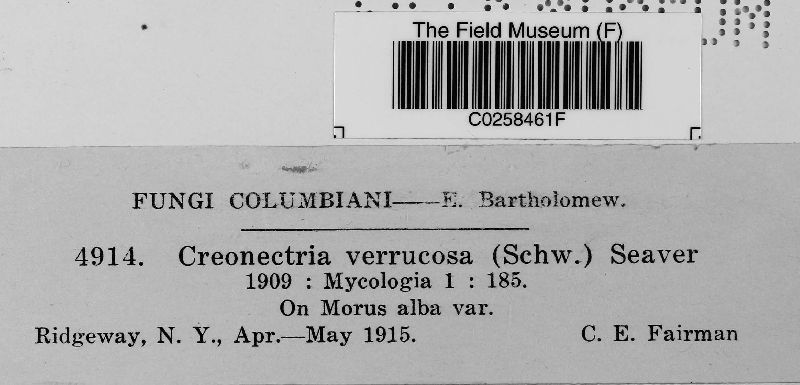 The Field Museum (F)
C0258461F
FUNGI COLUMBIANI——E. Bartholomew.
4914. Creonectria verrucosa (Schw.) Seaver
1909 : Mycologia 1 : 185.
On Morus alba var.
Ridgeway, N. Y., Apr.—May 1915. C. E. Fairman